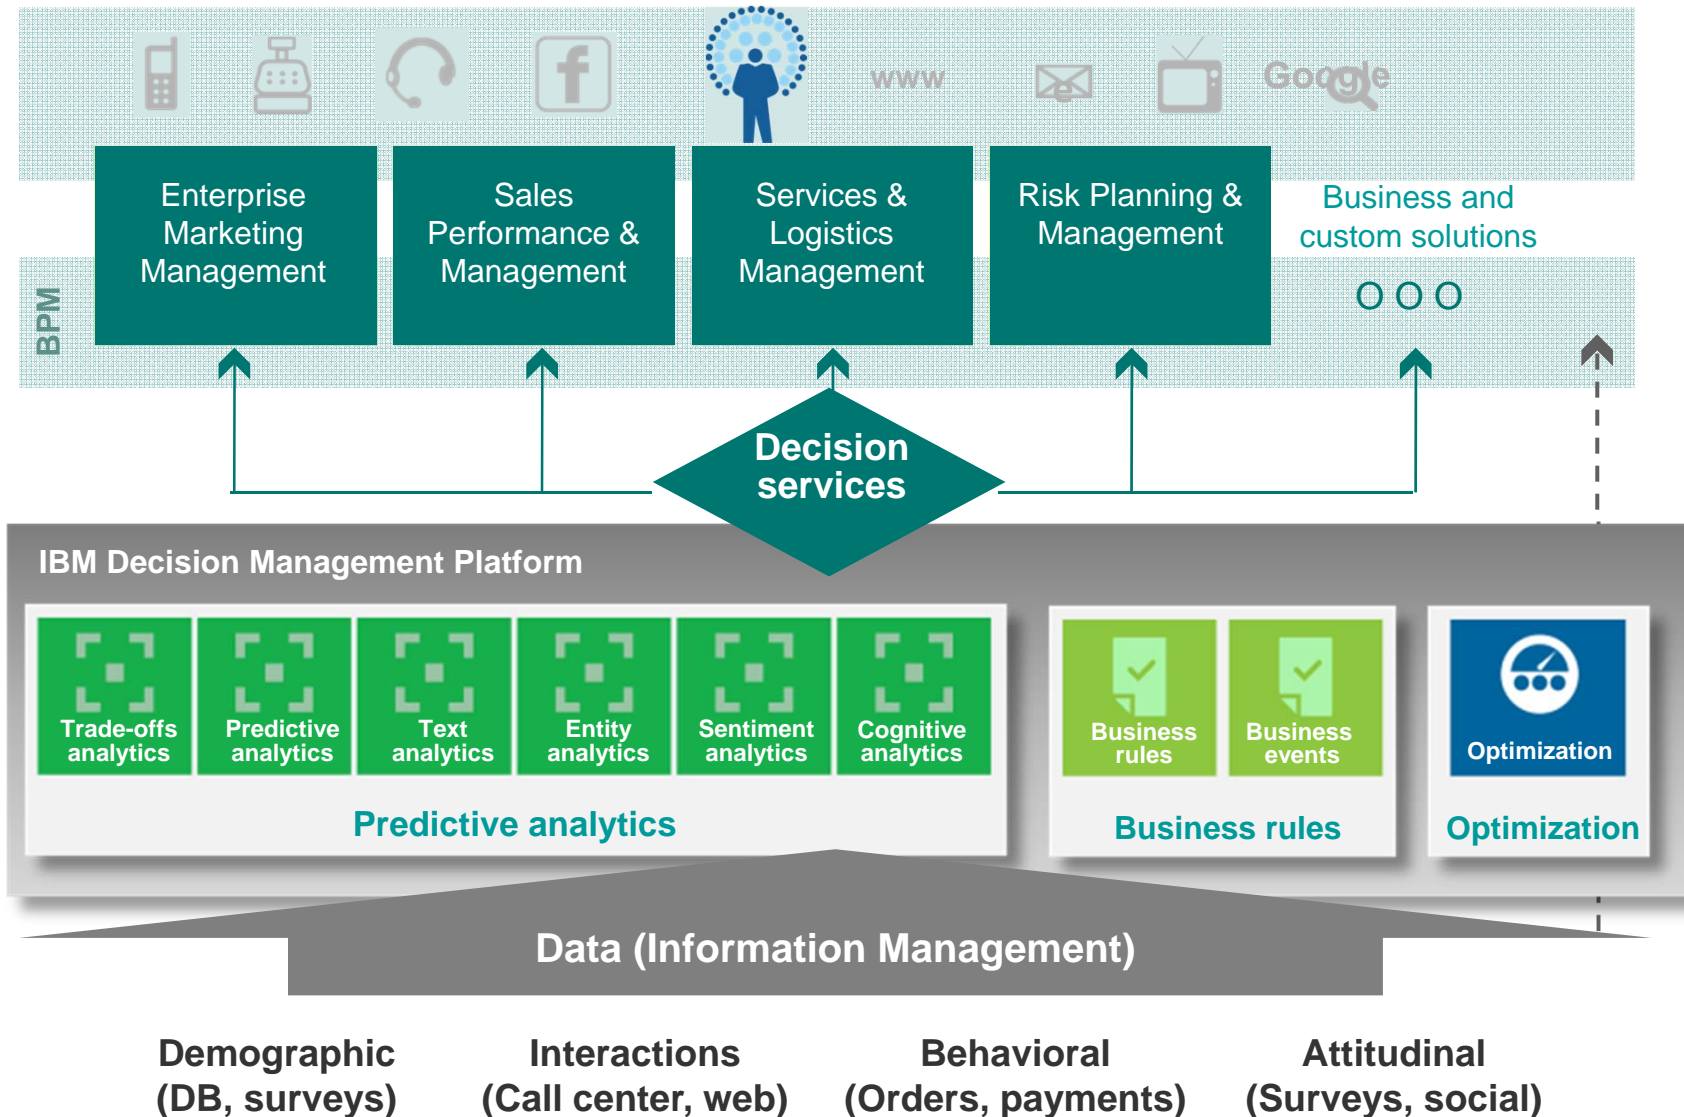 f
www
e
Google
Enterprise
Marketing
Management
Sales
Performance &
Management
Services &
Logistics
Management
Risk Planning &
Management
Business and
custom solutions
O O O
BPM
Decision
services
IBM Decision Management Platform
Trade-offs
analytics
Predictive
analytics
Text
analytics
Entity
analytics
Sentiment
analytics
Cognitive
analytics
Business
rules
Business
events
Optimization
Predictive analytics
Business rules
Optimization
Data (Information Management)
Demographic
(DB, surveys)
Interactions
(Call center, web)
Behavioral
(Orders, payments)
Attitudinal
(Surveys, social)